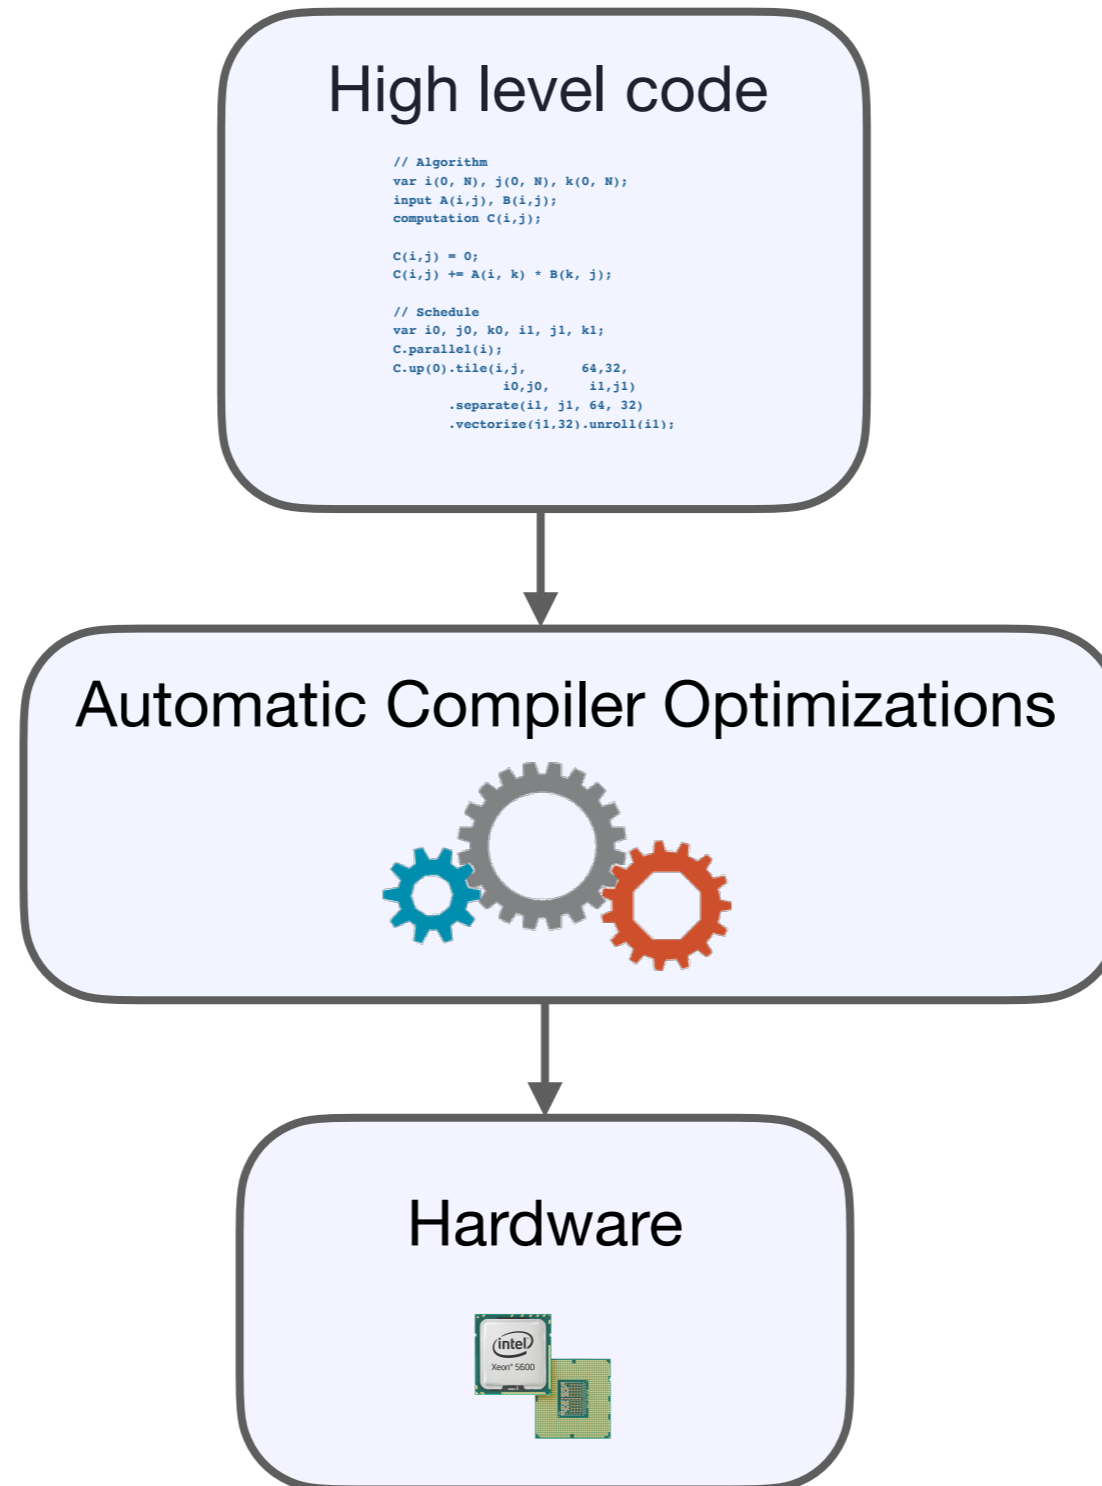 High level code
// Algorithm
var i(0, N), j(0, N), k(0, N);
input A(i,j), B(i,j);
computation C(i,j);
C(i,j) = 0;
C(i,j) += A(i, k) * B(k, j);
// Schedule
var i0, j0, k0, i1, j1, k1;
C.parallel(i);
C.up(0).tile(i,j, 64,32,
i0,j0, i1,j1)
.separate(i1, j1, 64, 32)
.vectorize(j1,32).unroll(i1);
Automatic Compiler Optimizations
Hardware
intel
Xeon® 5600